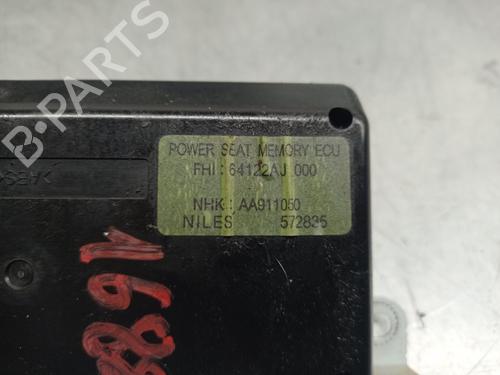 B-PARTS
POWER SEAT MEMORY ECU
FHI : 64122AJ 000
NHK : AA911050
NILES 572835